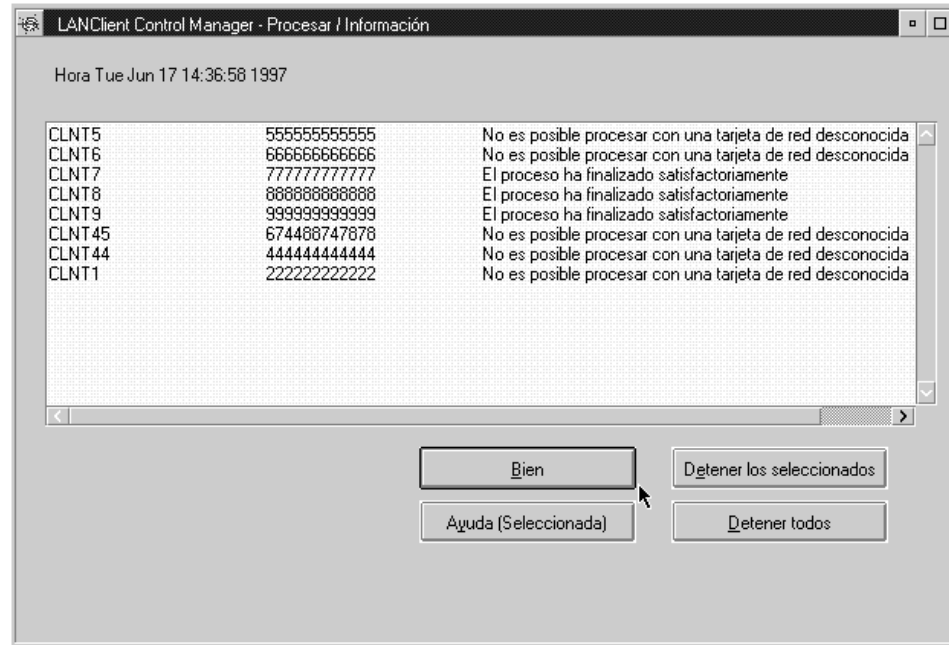 LANClient Control Manager - Procesar / Información
Hora Tue Jun 17 14:36:58 1997
CLNT5 555555555555 No es posible procesar con una tarjeta de red desconocida
CLNT6 666666666666 No es posible procesar con una tarjeta de red desconocida
CLNT7 777777777777 El proceso ha finalizado satisfactoriamente
CLNT8 888888888888 El proceso ha finalizado satisfactoriamente
CLNT9 999999999999 El proceso ha finalizado satisfactoriamente
CLNT45 674488747878 No es posible procesar con una tarjeta de red desconocida
CLNT44 444444444444 No es posible procesar con una tarjeta de red desconocida
CLNT1 222222222222 No es posible procesar con una tarjeta de red desconocida
Bien Detener los seleccionados
Ayuda (Seleccionada) Detener todos